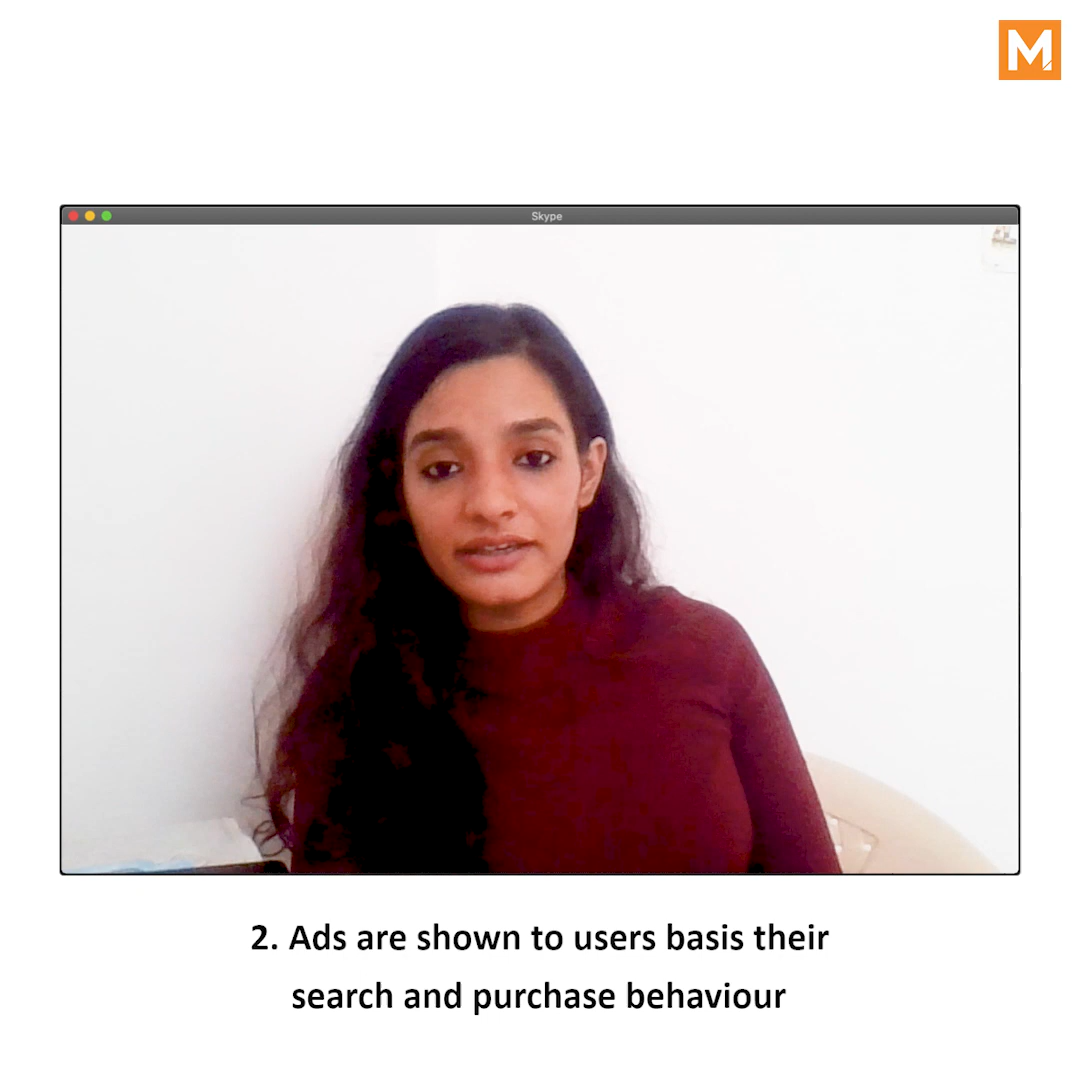 M
Skype
2. Ads are shown to users basis their
search and purchase behaviour